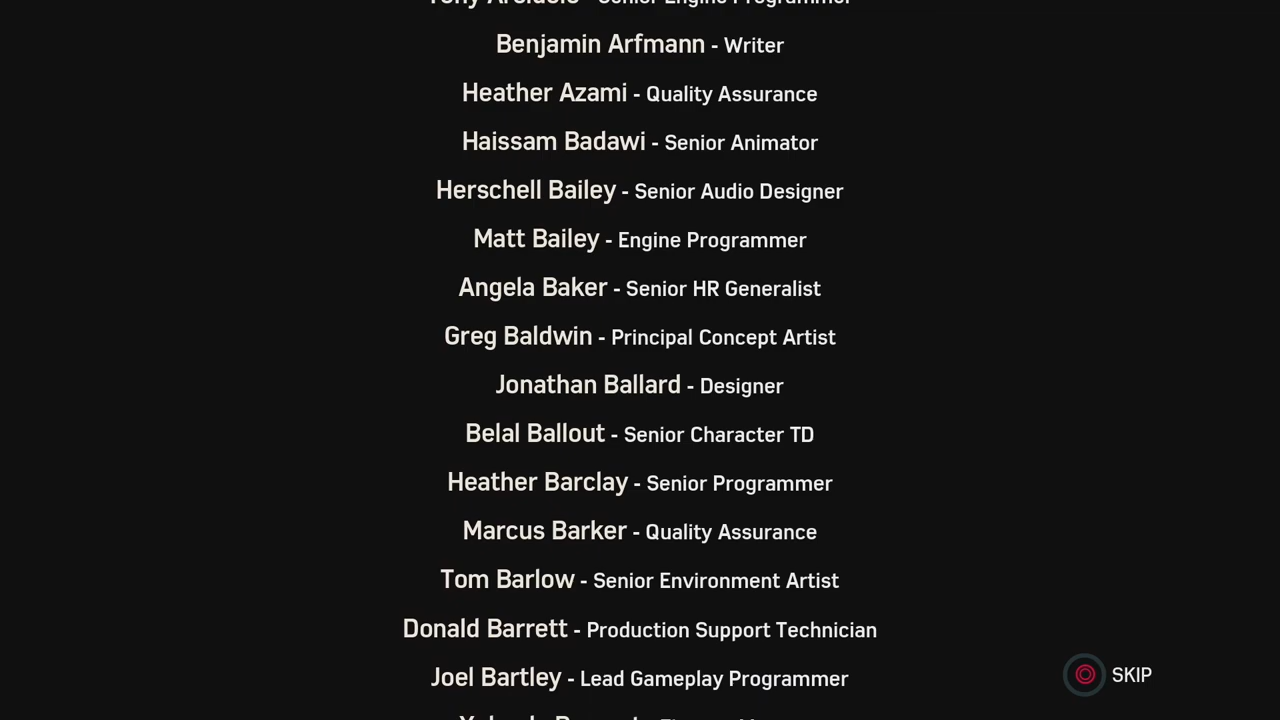 Benjamin Arfmann - Writer
Heather Azami - Quality Assurance
Haissam Badawi - Senior Animator
Herschell Bailey - Senior Audio Designer
Matt Bailey - Engine Programmer
Angela Baker - Senior HR Generalist
Greg Baldwin - Principal Concept Artist
Jonathan Ballard - Designer
Belal Ballout - Senior Character TD
Heather Barclay - Senior Programmer
Marcus Barker - Quality Assurance
Tom Barlow - Senior Environment Artist
Donald Barrett - Production Support Technician
Joel Bartley - Lead Gameplay Programmer
SKIP